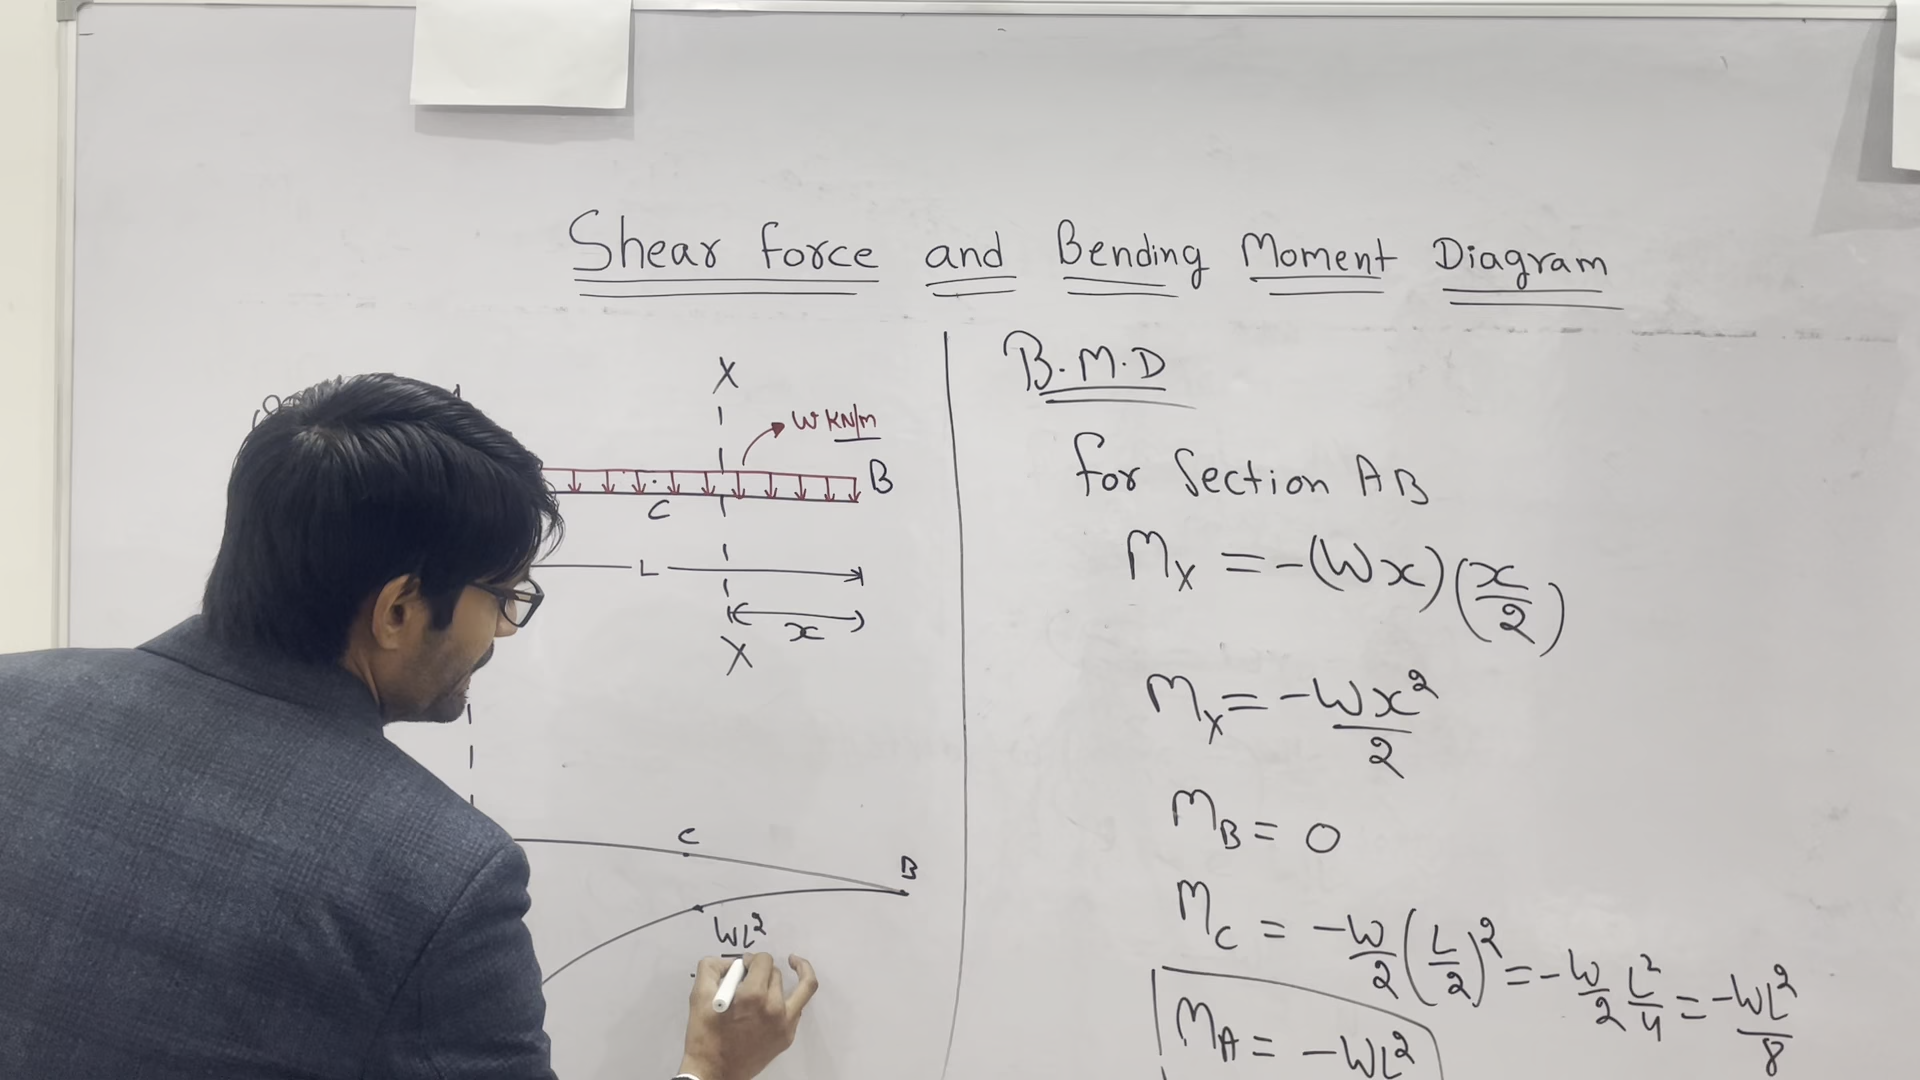 Shear force and Bending Moment Diagram
X
W KN/m
B
C
L
x
X
C
B
WL²
B.M.D
for Section AB
Mx = -(Wx)(x/2)
Mx = -Wx²/2
MB = 0
MC = -W/2 (L/2)² = -W/2 L²/4 = -WL²/8
MA = -WL²